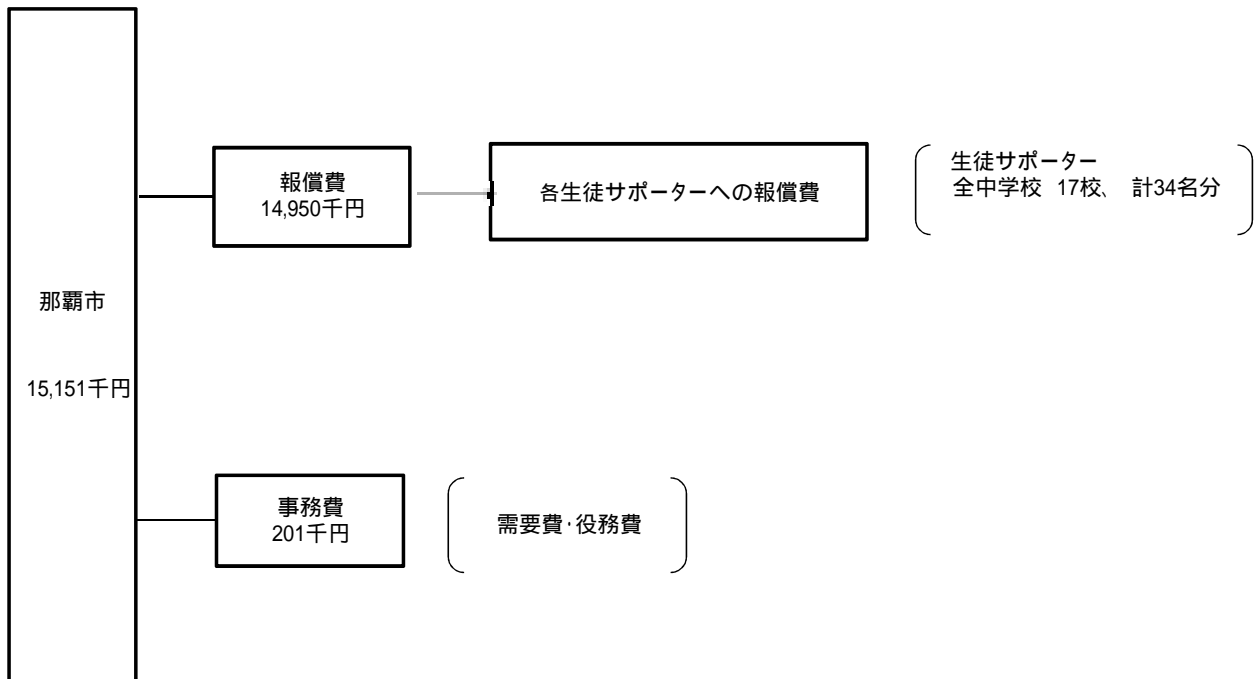 那覇市
15,151千円
報償費
14,950千円
各生徒サポーターへの報償費
生徒サポーター
全中学校 17校、 計34名分
事務費
201千円
需要費・役務費